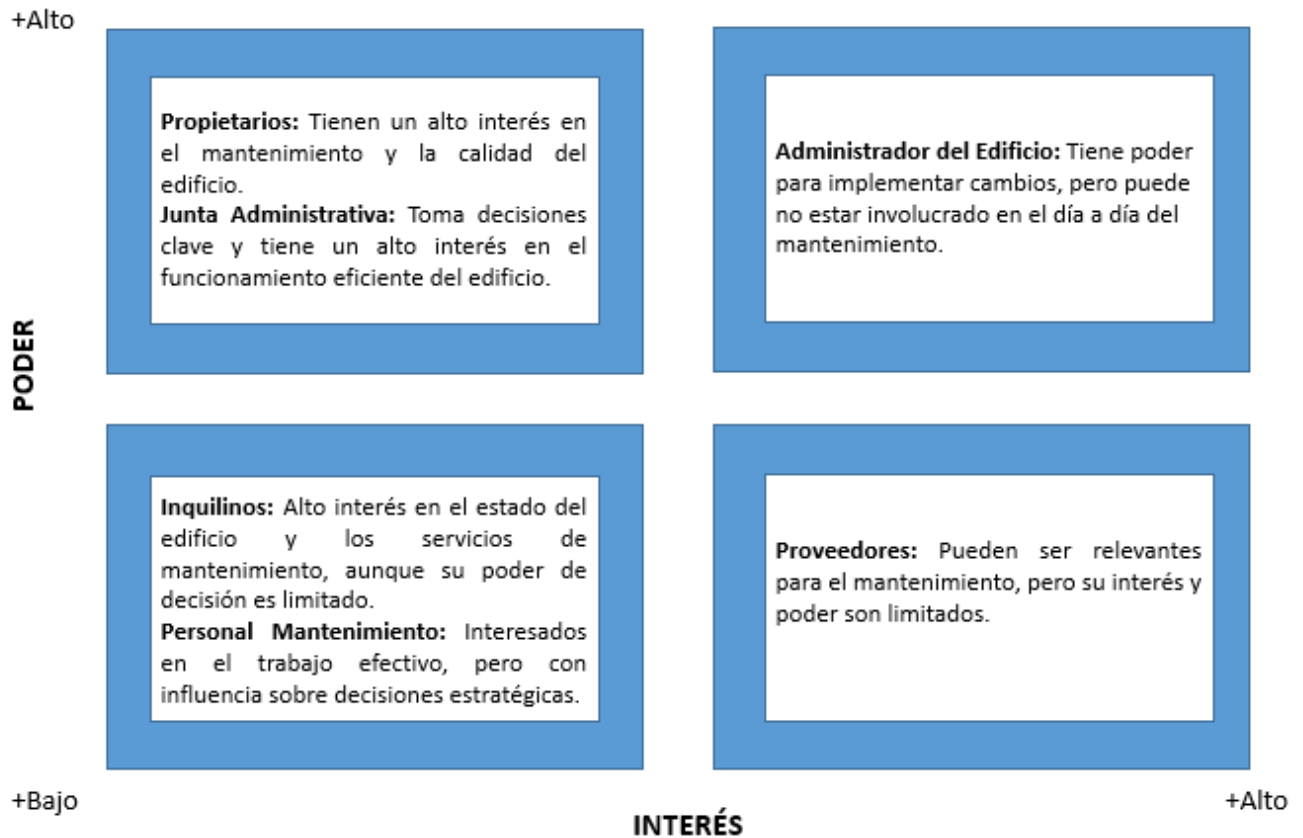 +Alto
Propietarios: Tienen un alto interés en
el mantenimiento y la calidad del
edificio.
Junta Administrativa: Toma decisiones
clave y tiene un alto interés en el
funcionamiento eficiente del edificio.
Administrador del Edificio: Tiene poder
para implementar cambios, pero puede
no estar involucrado en el día a día del
mantenimiento.
PODER
Inquilinos: Alto interés en el estado del
edificio y los servicios de
mantenimiento, aunque su poder de
decisión es limitado.
Personal Mantenimiento: Interesados
en el trabajo efectivo, pero con
influencia sobre decisiones estratégicas.
Proveedores: Pueden ser relevantes
para el mantenimiento, pero su interés y
poder son limitados.
+Bajo
+Alto
INTERÉS